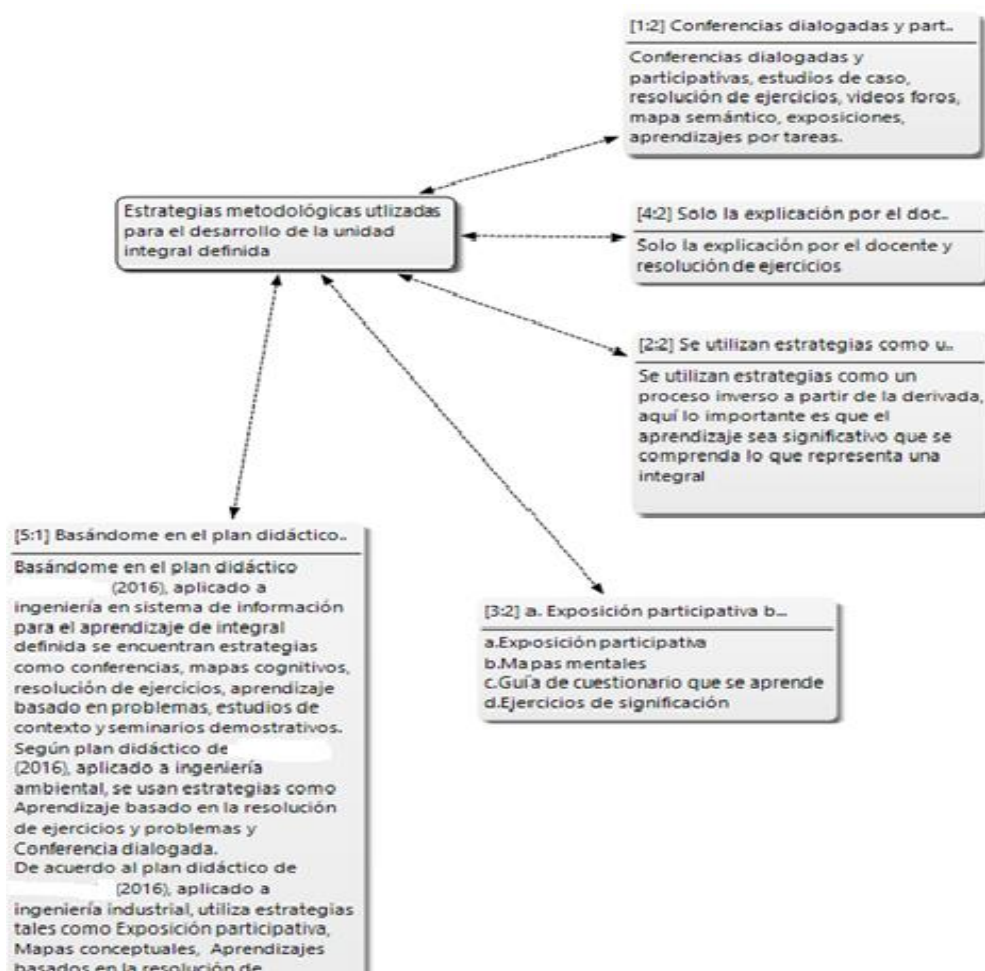 [1:2] Conferencias dialogadas y part..
Conferencias dialogadas y
participativas, estudios de caso,
resolución de ejercicios, videos foros,
mapa semántico, exposiciones,
aprendizajes por tareas.
Estrategias metodológicas utlizadas
para el desarrollo de la unidad
integral definida
[4:2] Solo la explicación por el doc..
Solo la explicación por el docente y
resolución de ejercicios
[2:2] Se utilizan estrategias como u..
Se utilizan estrategias como un
proceso inverso a partir de la derivada,
aquí lo importante es que el
aprendizaje sea significativo que se
comprenda lo que representa una
integral
[5:1] Basándome en el plan didáctico..
Basándome en el plan didáctico
(2016), aplicado a
ingeniería en sistema de información
para el aprendizaje de integral
definida se encuentran estrategias
como conferencias, mapas cognitivos,
resolución de ejercicios, aprendizaje
basado en problemas, estudios de
contexto y seminarios demostrativos.
Según plan didáctico de
(2016), aplicado a ingeniería
ambiental, se usan estrategias como
Aprendizaje basado en la resolución
de ejercicios y problemas y
Conferencia dialogada.
De acuerdo al plan didáctico de
(2016), aplicado a
ingeniería industrial, utiliza estrategias
tales como Exposición participativa,
Mapas conceptuales, Aprendizajes
basados en la resolución de
[3:2] a. Exposición participativa b...
a.Exposición participativa
b.Mapas mentales
c.Guía de cuestionario que se aprende
d.Ejercicios de significación